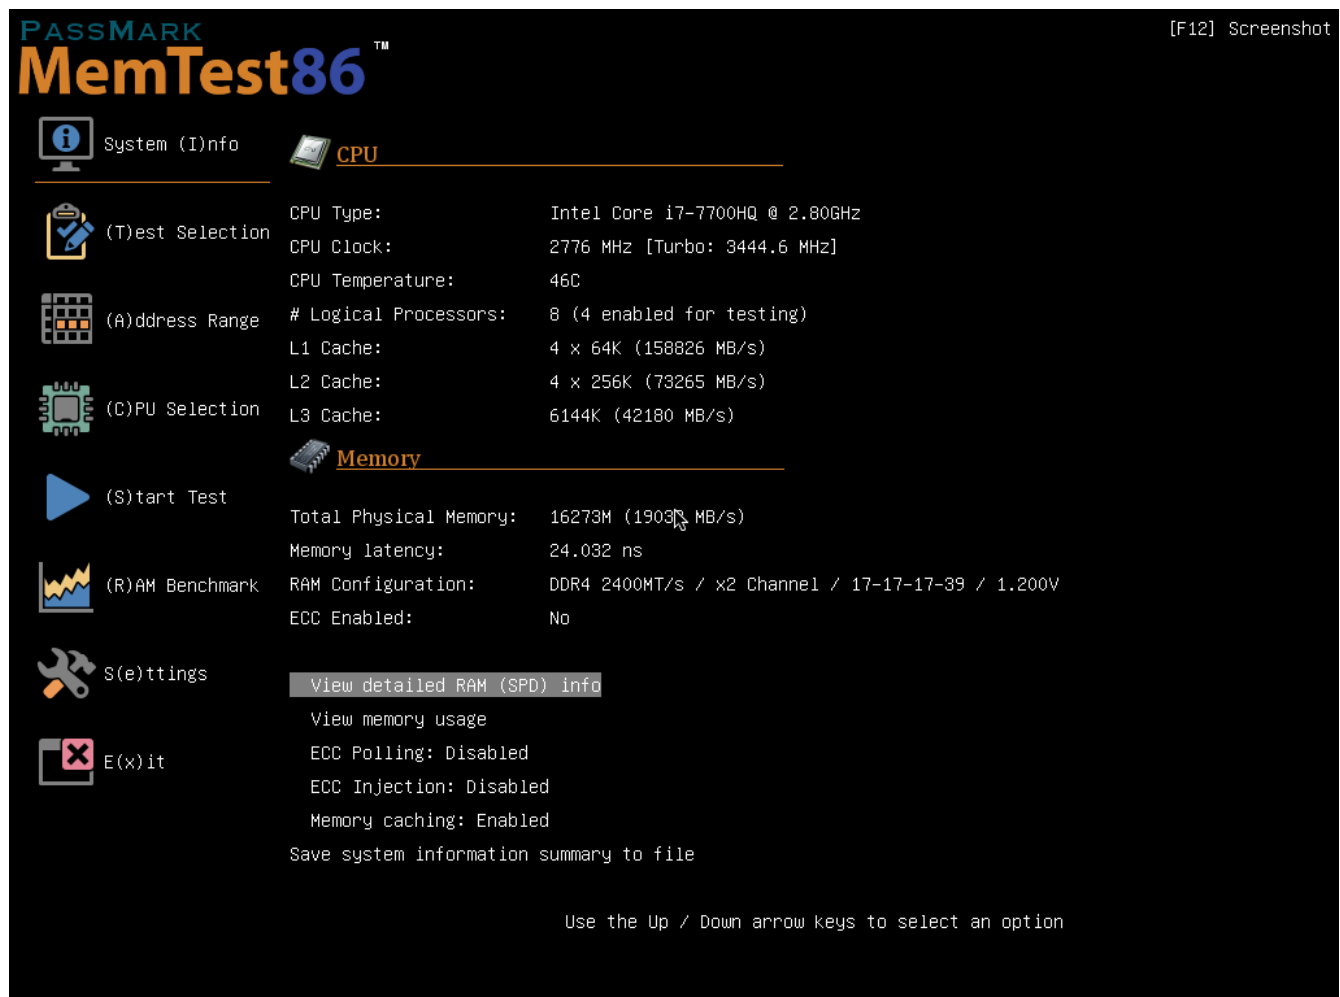 PASSMARK
MemTest86™
[F12] Screenshot
System (I)nfo
(T)est Selection
(A)ddress Range
(C)PU Selection
(S)tart Test
(R)AM Benchmark
S(e)ttings
E(x)it
CPU
CPU Type: Intel Core i7-7700HQ @ 2.80GHz
CPU Clock: 2776 MHz [Turbo: 3444.6 MHz]
CPU Temperature: 46C
# Logical Processors: 8 (4 enabled for testing)
L1 Cache: 4 x 64K (158826 MB/s)
L2 Cache: 4 x 256K (73265 MB/s)
L3 Cache: 6144K (42180 MB/s)
Memory
Total Physical Memory: 16273M MB/s)
Memory latency: 24.032 ns
RAM Configuration: DDR4 2400MT/s / x2 Channel / 17-17-17-39 / 1.200V
ECC Enabled: No
View detailed RAM (SPD) info
View memory usage
ECC Polling: Disabled
ECC Injection: Disabled
Memory caching: Enabled
Save system information summary to file
Use the Up / Down arrow keys to select an option